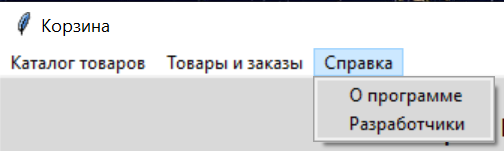 Корзина
Каталог товаров Товары и заказы Справка
О программе
Разработчики